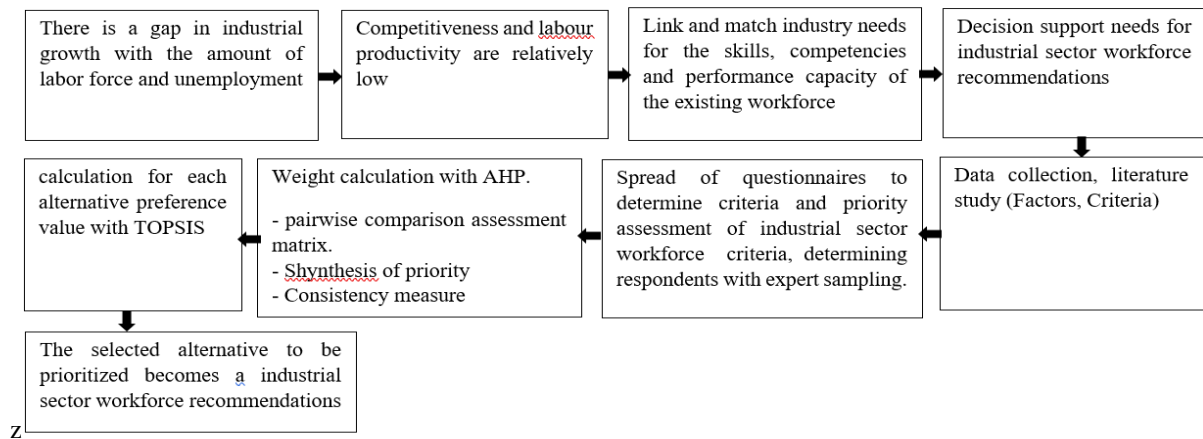 There is a gap in industrial
growth with the amount of
labor force and unemployment
Competitiveness and labour
productivity are relatively
low
Link and match industry needs
for the skills, competencies
and performance capacity of
the existing workforce
Decision support needs for
industrial sector workforce
recommendations
Data collection, literature
study (Factors, Criteria)
Spread of questionnaires to
determine criteria and priority
assessment of industrial sector
workforce criteria, determining
respondents with expert sampling.
Weight calculation with AHP.
- pairwise comparison assessment
matrix.
- Shynthesis of priority
- Consistency measure
calculation for each
alternative preference
value with TOPSIS
The selected alternative to be
prioritized becomes a industrial
sector workforce recommendations
z